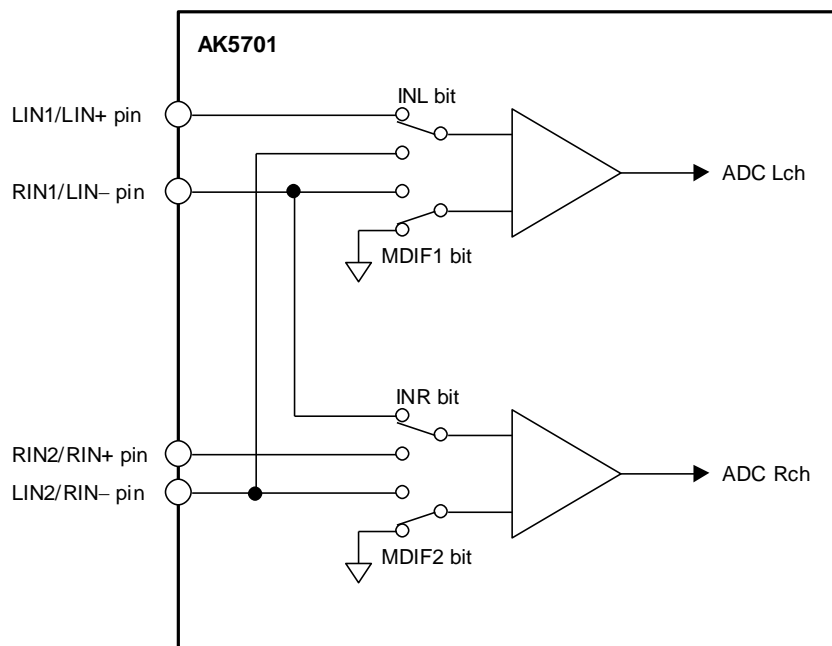 AK5701
LIN1/LIN+ pin
INL bit
RIN1/LIN− pin
ADC Lch
MDIF1 bit
INR bit
RIN2/RIN+ pin
LIN2/RIN− pin
ADC Rch
MDIF2 bit